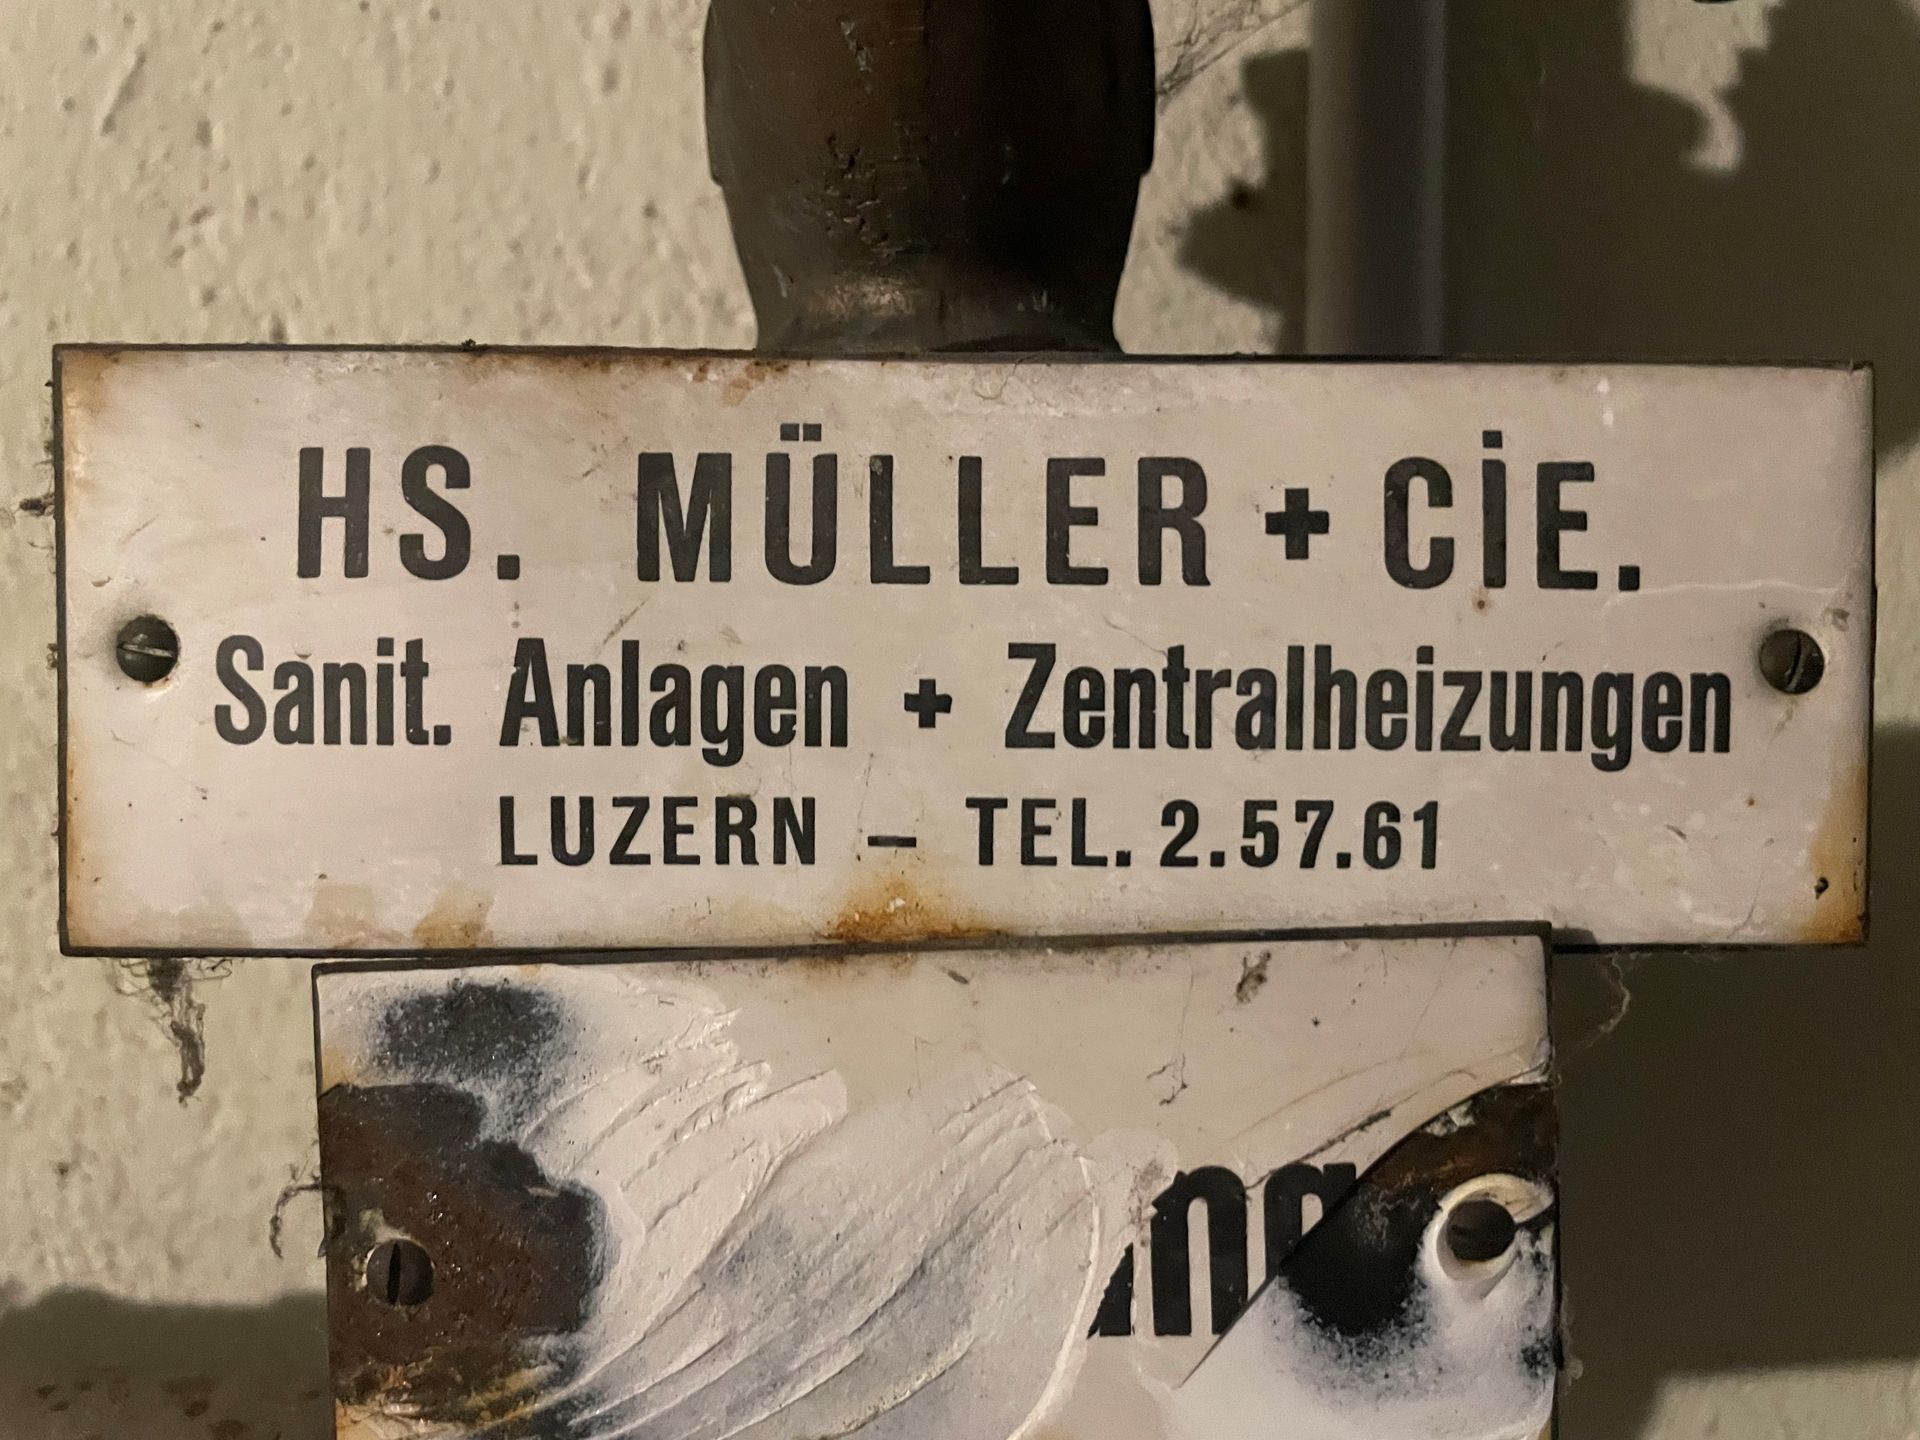 HS. MÜLLER + CİE.
Sanit. Anlagen + Zentralheizungen
LUZERN – TEL. 2.57.61